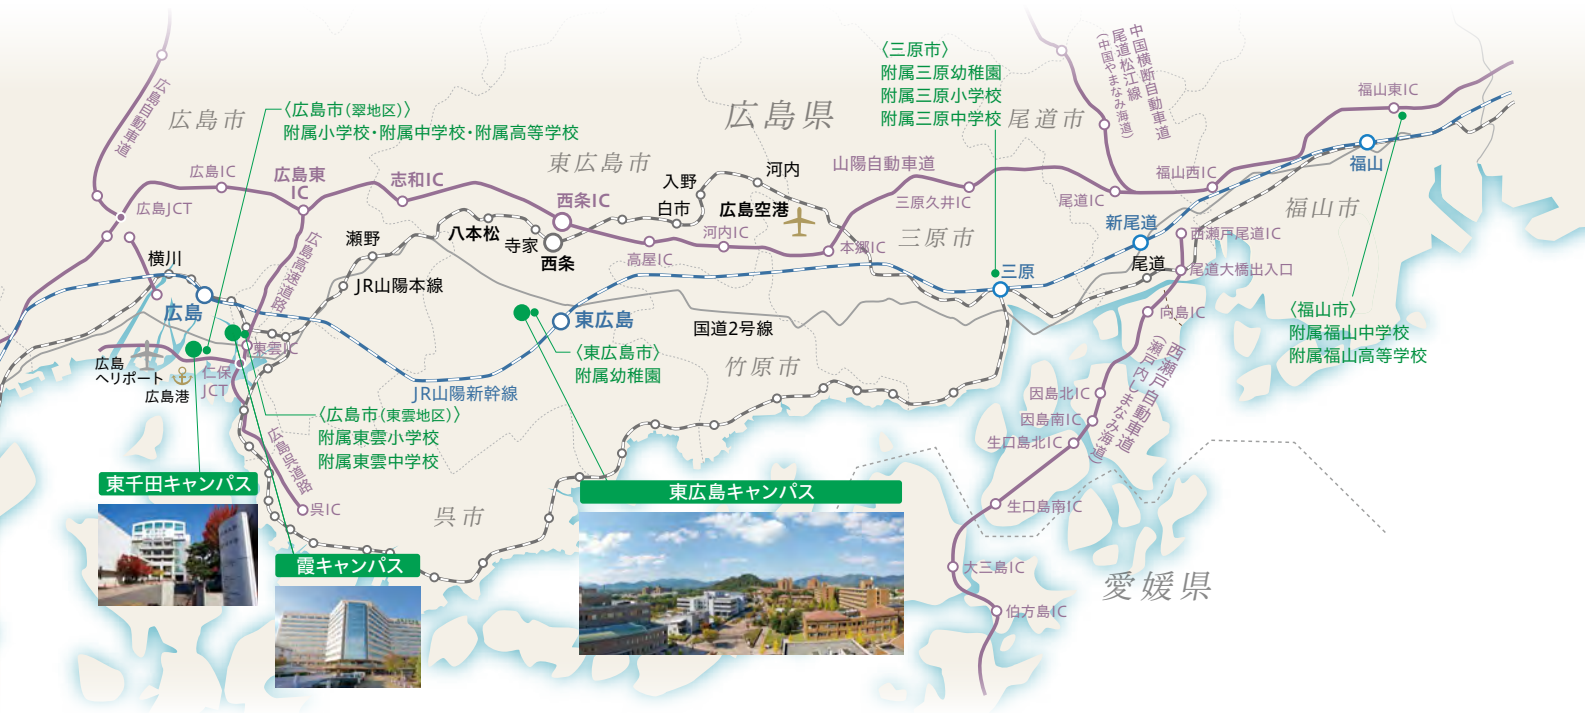 広島自動車道
広島市
〈広島市（翠地区）〉
附属小学校・附属中学校・附属高等学校
広島県
〈三原市〉
附属三原幼稚園
附属三原小学校
附属三原中学校
尾道市
中国横断自動車道
尾道松江線
（中国やまなみ海道）
福山東IC
福山
東広島市
広島IC
広島東
IC
志和IC
広島JCT
西条IC
入野
河内
白市
広島空港
山陽自動車道
三原久井IC
尾道IC
福山西IC
福山市
新尾道
西瀬戸尾道IC
尾道
尾道大橋出入口
向島IC
横川
広島
広島高速道路
瀬野
JR山陽本線
八本松
寺家
西条
高屋IC
河内IC
本郷IC
三原市
三原
東広島
国道2号線
竹原市
〈東広島市〉
附属幼稚園
JR山陽新幹線
東雲IC
仁保
JCT
広島
ヘリポート
広島港
〈広島市（東雲地区）〉
附属東雲小学校
附属東雲中学校
広島呉道路
呉IC
呉市
東千田キャンパス
霞キャンパス
東広島キャンパス
〈福山市〉
附属福山中学校
附属福山高等学校
西瀬戸自動車道
（瀬戸内しまなみ海道）
因島北IC
因島南IC
生口島北IC
生口島南IC
大三島IC
伯方島IC
愛媛県